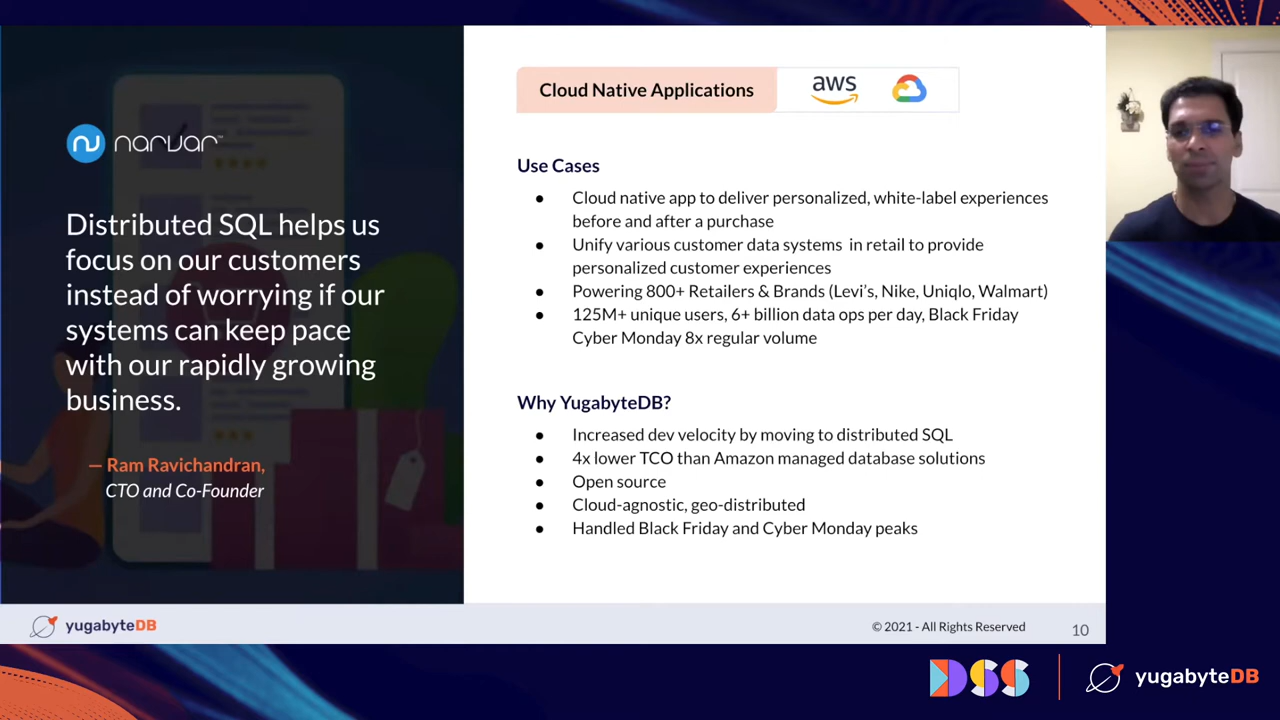 narvar™
Distributed SQL helps us
focus on our customers
instead of worrying if our
systems can keep pace
with our rapidly growing
business.
— Ram Ravichandran,
CTO and Co-Founder
Cloud Native Applications
aws
Use Cases
● Cloud native app to deliver personalized, white-label experiences
before and after a purchase
● Unify various customer data systems in retail to provide
personalized customer experiences
● Powering 800+ Retailers & Brands (Levi's, Nike, Uniqlo, Walmart)
● 125M+ unique users, 6+ billion data ops per day, Black Friday
Cyber Monday 8x regular volume
Why YugabyteDB?
● Increased dev velocity by moving to distributed SQL
● 4x lower TCO than Amazon managed database solutions
● Open source
● Cloud-agnostic, geo-distributed
● Handled Black Friday and Cyber Monday peaks
yugabyteDB
© 2021 - All Rights Reserved
10
DSS
yugabyteDB